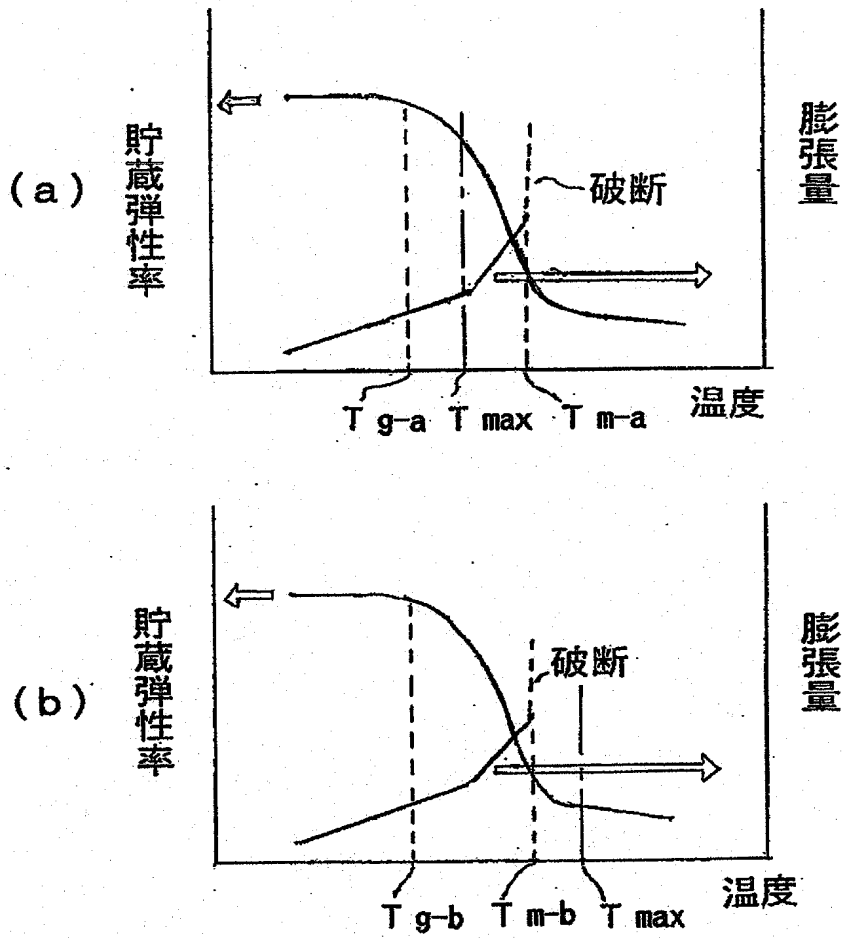 (a)
貯蔵弾性率
膨張量
破断
T g-a T max T m-a 温度
(b)
貯蔵弾性率
膨張量
破断
T g-b T m-b T max 温度